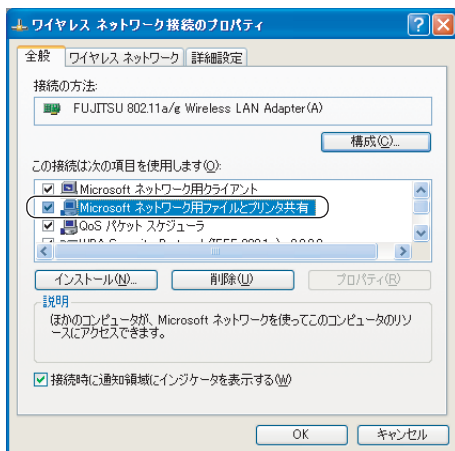 ワイヤレス ネットワーク接続のプロパティ
全般 ワイヤレス ネットワーク 詳細設定
接続の方法:
FUJITSU 802.11a/g Wireless LAN Adapter(A)
構成(C)...
この接続は次の項目を使用します(O):
Microsoft ネットワーク用クライアント
Microsoft ネットワーク用ファイルとプリンタ共有
QoS パケット スケジューラ
インストール(N)... 削除(U) プロパティ(R)
説明
ほかのコンピュータが、Microsoft ネットワークを使ってこのコンピュータのリソ
ースにアクセスできます。
接続時に通知領域にインジケータを表示する(W)
OK キャンセル